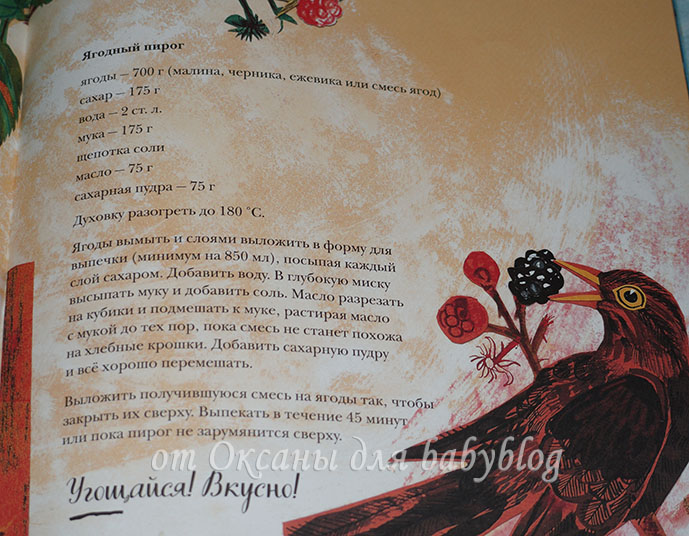 Ягодный пирог
ягоды — 700 г (малина, черника, ежевика или смесь ягод)
сахар — 175 г
вода — 2 ст. л.
мука — 175 г
щепотка соли
масло — 75 г
сахарная пудра — 75 г
Духовку разогреть до 180 °С.
Ягоды вымыть и слоями выложить в форму для
выпечки (минимум на 850 мл), посыпая каждый
слой сахаром. Добавить воду. В глубокую миску
высыпать муку и добавить соль. Масло разрезать
на кубики и подмешать к муке, растирая масло
с мукой до тех пор, пока смесь не станет похожа
на хлебные крошки. Добавить сахарную пудру
и всё хорошо перемешать.
Выложить получившуюся смесь на ягоды так, чтобы
закрыть их сверху. Выпекать в течение 45 минут
или пока пирог не зарумянится сверху.
от Оксаны для babyblog
Угощайся! Вкусно!